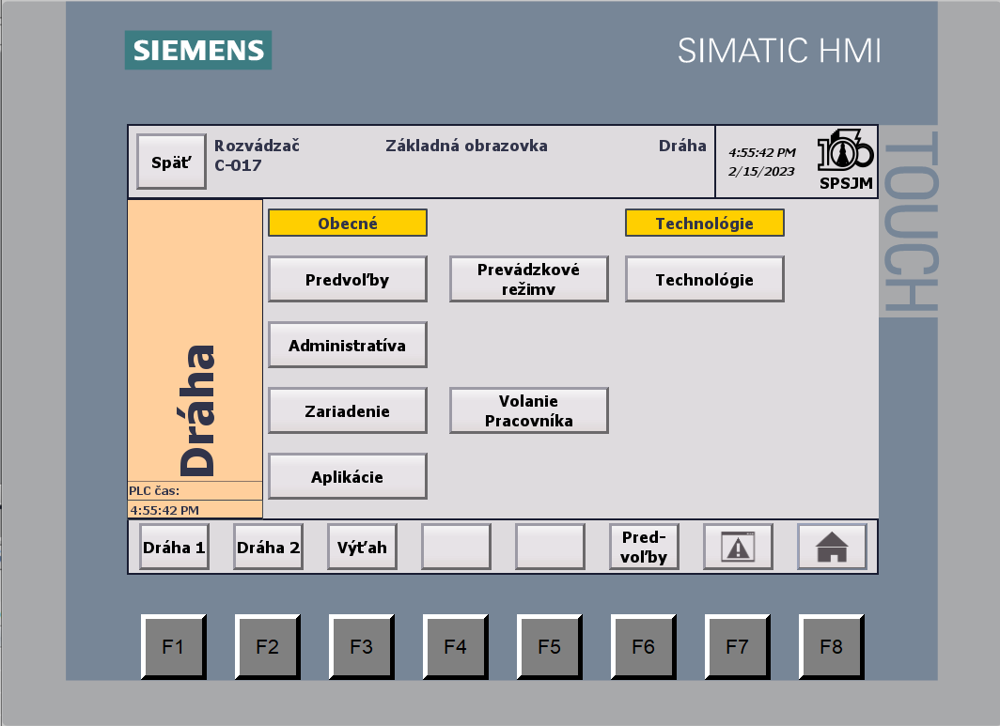 SIEMENS
SIMATIC HMI
TOUCH
Späť
Rozvádzač
C-017
Základná obrazovka
Dráha
4:55:42 PM
2/15/2023
SPSJM
Obecné
Technológie
Predvoľby
Prevádzkové
režimy
Technológie
Administratíva
Zariadenie
Volanie
Pracovníka
Aplikácie
Dráha
PLC čas:
4:55:42 PM
Dráha 1
Dráha 2
Výťah
Pred-
voľby
F1
F2
F3
F4
F5
F6
F7
F8